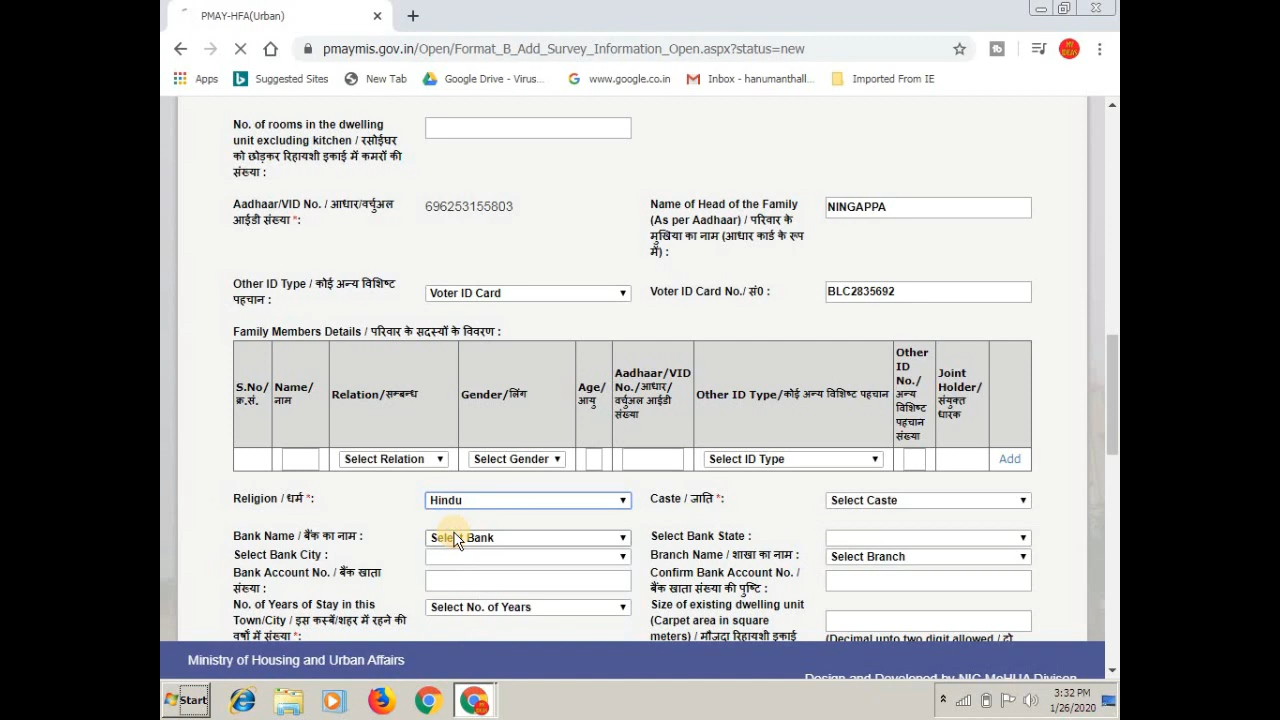 PMAY-HFA(Urban)
pmaymis.gov.in/Open/Format_B_Add_Survey_Information_Open.aspx?status=new
MY IDEAS
Apps Suggested Sites New Tab Google Drive - Virus... www.google.co.in Inbox - hanumanthall... Imported From IE
No. of rooms in the dwelling
unit excluding kitchen / रसोईघर
को छोड़कर रिहायशी इकाई में कमरों की
संख्या :
Aadhaar/VID No. / आधार/वर्चुअल
आईडी संख्या *:
696253155803
Name of Head of the Family
(As per Aadhaar) / परिवार के
मुखिया का नाम (आधार कार्ड के रूप
में) :
NINGAPPA
Other ID Type / कोई अन्य विशिष्ट
पहचान :
Voter ID Card
Voter ID Card No./ सं0 :
BLC2835692
Family Members Details / परिवार के सदस्यों के विवरण :
S.No/
क्र.सं.
Name/
नाम
Relation/सम्बन्ध
Gender/लिंग
Age/
आयु
Aadhaar/VID
No./आधार/
वर्चुअल आईडी
संख्या
Other ID Type/कोई अन्य विशिष्ट पहचान
Other
ID
No./
अन्य
विशिष्ट
पहचान
संख्या
Joint
Holder/
संयुक्त
धारक
Select Relation Select Gender Select ID Type Add
Religion / धर्म *: Hindu Caste / जाति *: Select Caste
Bank Name / बैंक का नाम : Select Bank Select Bank State :
Select Bank City : Branch Name / शाखा का नाम : Select Branch
Bank Account No. / बैंक खाता
संख्या :
Confirm Bank Account No. /
बैंक खाता संख्या की पुष्टि :
No. of Years of Stay in this
Town/City / इस कस्बें/शहर में रहने की
वर्षों में संख्या *:
Select No. of Years
Size of existing dwelling unit
(Carpet area in square
meters) / मौजूदा रिहायशी इकाई
(Decimal upto two digit allowed / दो
Ministry of Housing and Urban Affairs
Design and Developed by NIC MoHUA Divison
Start
3:32 PM
1/26/2020